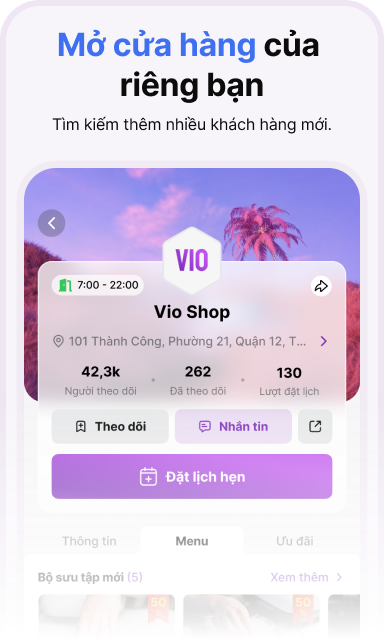 Mở cửa hàng của
riêng bạn
Tìm kiếm thêm nhiều khách hàng mới.
VIO
7:00 - 22:00
Vio Shop
101 Thành Công, Phường 21, Quận 12, T...
42,3k 262 130
Người theo dõi Đã theo dõi Lượt đặt lịch
Theo dõi Nhắn tin
Đặt lịch hẹn
Thông tin Menu Ưu đãi
Bộ sưu tập mới (5) Xem thêm
50 50